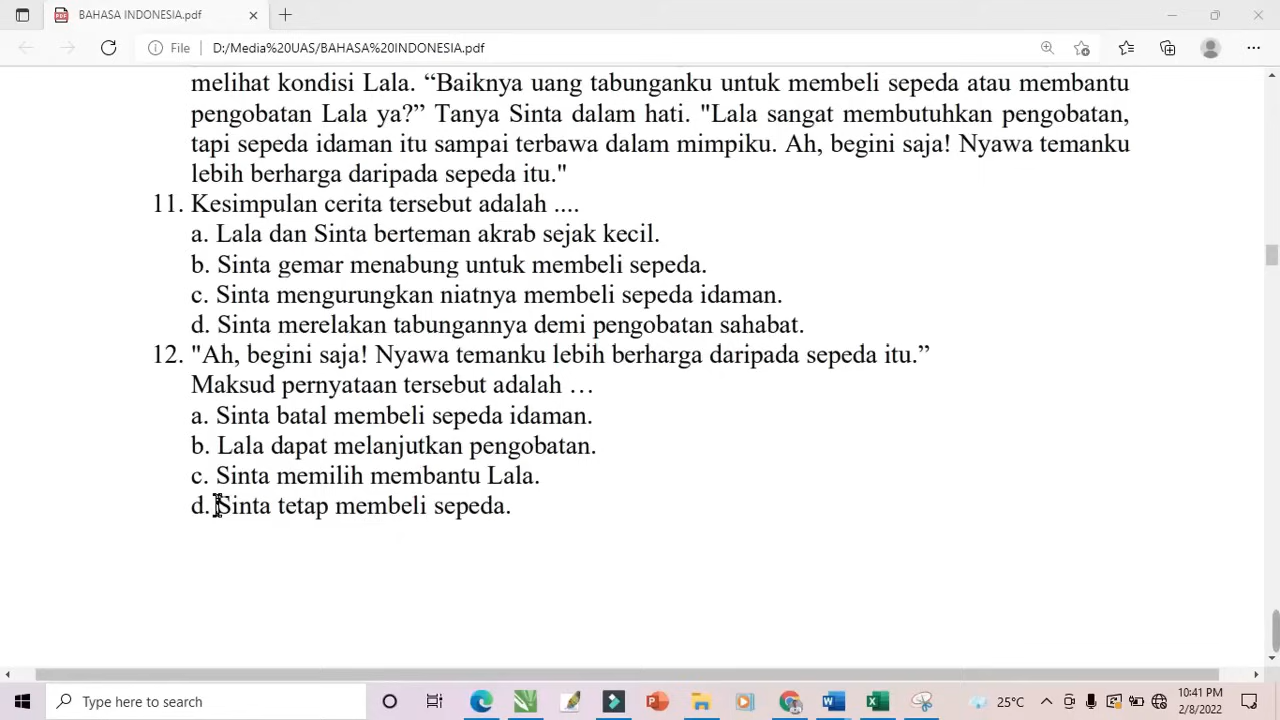 BAHASA INDONESIA.pdf
File D:/Media%20UAS/BAHASA%20INDONESIA.pdf
melihat kondisi Lala. “Baiknya uang tabunganku untuk membeli sepeda atau membantu
pengobatan Lala ya?” Tanya Sinta dalam hati. "Lala sangat membutuhkan pengobatan,
tapi sepeda idaman itu sampai terbawa dalam mimpiku. Ah, begini saja! Nyawa temanku
lebih berharga daripada sepeda itu."
11. Kesimpulan cerita tersebut adalah ....
a. Lala dan Sinta berteman akrab sejak kecil.
b. Sinta gemar menabung untuk membeli sepeda.
c. Sinta mengurungkan niatnya membeli sepeda idaman.
d. Sinta merelakan tabungannya demi pengobatan sahabat.
12. "Ah, begini saja! Nyawa temanku lebih berharga daripada sepeda itu.”
Maksud pernyataan tersebut adalah …
a. Sinta batal membeli sepeda idaman.
b. Lala dapat melanjutkan pengobatan.
c. Sinta memilih membantu Lala.
d. Sinta tetap membeli sepeda.
Type here to search
25°C
10:41 PM
2/8/2022